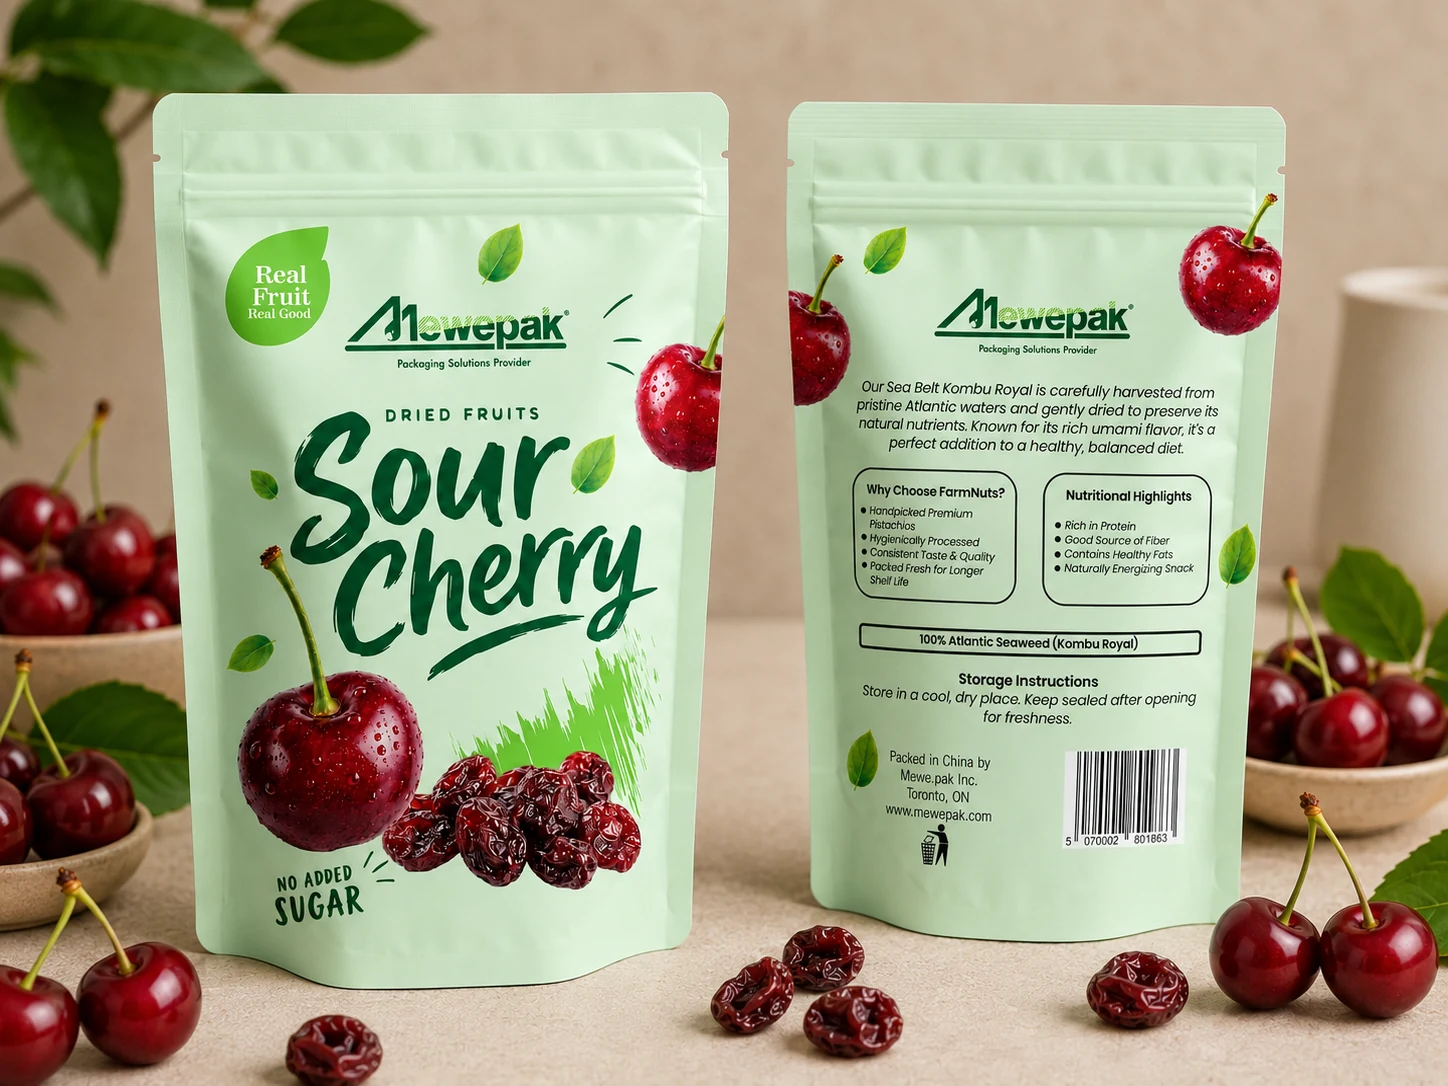 Real
Fruit
Real Good
Mewepak®
Packaging Solutions Provider
DRIED FRUITS
Sour
Cherry
NO ADDED
SUGAR
Mewepak®
Packaging Solutions Provider
Our Sea Belt Kombu Royal is carefully harvested from
pristine Atlantic waters and gently dried to preserve its
natural nutrients. Known for its rich umami flavor, it's a
perfect addition to a healthy, balanced diet.
Why Choose FarmNuts?
• Handpicked Premium
Pistachios
• Hygienically Processed
• Consistent Taste & Quality
• Packed Fresh for Longer
Shelf Life
Nutritional Highlights
• Rich in Protein
• Good Source of Fiber
• Contains Healthy Fats
• Naturally Energizing Snack
100% Atlantic Seaweed (Kombu Royal)
Storage Instructions
Store in a cool, dry place. Keep sealed after opening
for freshness.
Packed in China by
Mewe.pak Inc.
Toronto, ON
www.mewepak.com
5 070002 801863